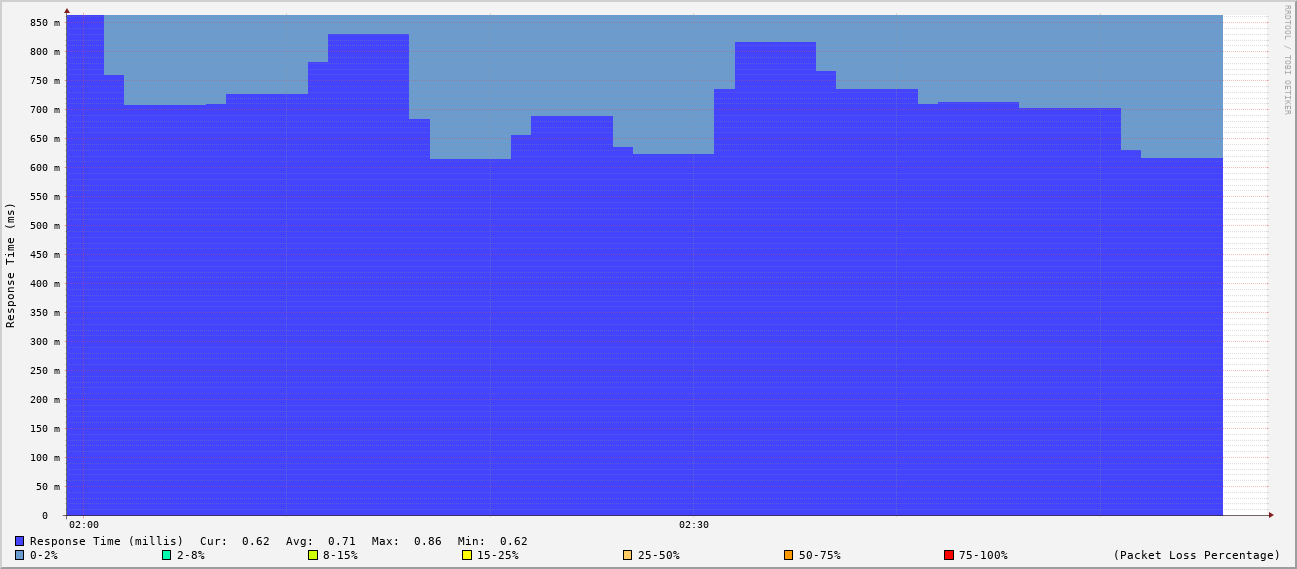 RRDTOOL / TOBI OETIKER
Response Time (ms)
850 m
800 m
750 m
700 m
650 m
600 m
550 m
500 m
450 m
400 m
350 m
300 m
250 m
200 m
150 m
100 m
50 m
0
02:00 02:30
Response Time (millis) Cur: 0.62 Avg: 0.71 Max: 0.86 Min: 0.62
0-2% 2-8% 8-15% 15-25% 25-50% 50-75% 75-100% (Packet Loss Percentage)